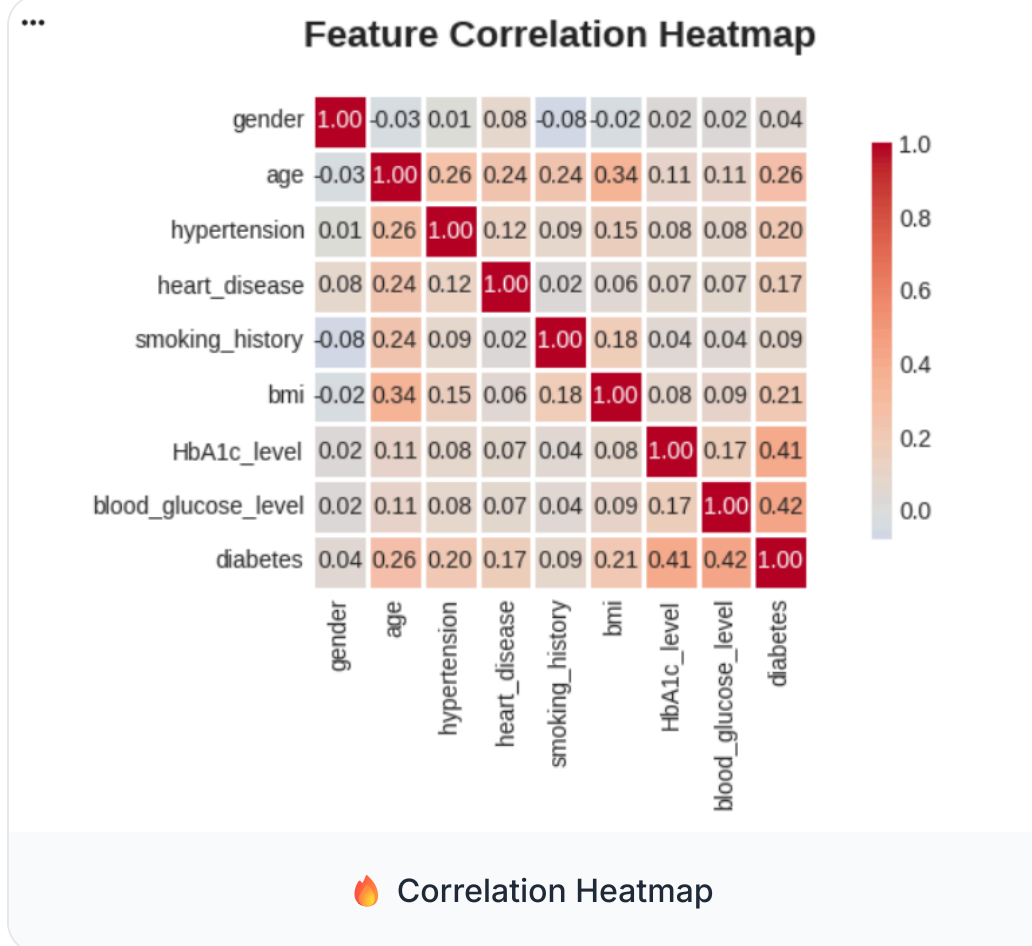 Feature Correlation Heatmap
gender 1.00 -0.03 0.01 0.08 -0.08 -0.02 0.02 0.02 0.04
age -0.03 1.00 0.26 0.24 0.24 0.34 0.11 0.11 0.26
hypertension 0.01 0.26 1.00 0.12 0.09 0.15 0.08 0.08 0.20
heart_disease 0.08 0.24 0.12 1.00 0.02 0.06 0.07 0.07 0.17
smoking_history -0.08 0.24 0.09 0.02 1.00 0.18 0.04 0.04 0.09
bmi -0.02 0.34 0.15 0.06 0.18 1.00 0.08 0.09 0.21
HbA1c_level 0.02 0.11 0.08 0.07 0.04 0.08 1.00 0.17 0.41
blood_glucose_level 0.02 0.11 0.08 0.07 0.04 0.09 0.17 1.00 0.42
diabetes 0.04 0.26 0.20 0.17 0.09 0.21 0.41 0.42 1.00
gender
age
hypertension
heart_disease
smoking_history
bmi
HbA1c_level
blood_glucose_level
diabetes
1.0
0.8
0.6
0.4
0.2
0.0
🔥 Correlation Heatmap